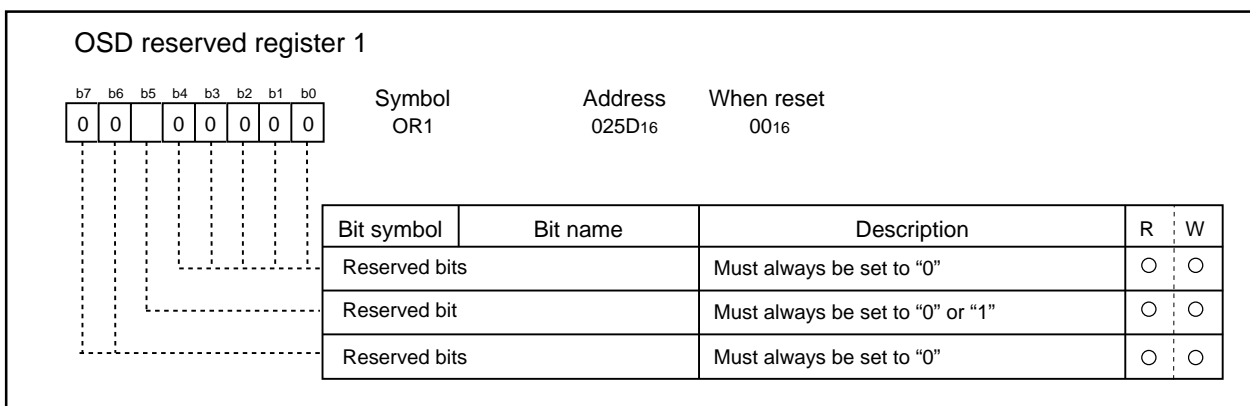 OSD reserved register 1
b7 b6 b5 b4 b3 b2 b1 b0
Symbol Address When reset
0 0 0 0 0 0 0
OR1 025D16 0016
Bit symbol Bit name Description R W
Reserved bits Must always be set to “0” ○ ○
Reserved bit Must always be set to “0” or “1” ○ ○
Reserved bits Must always be set to “0” ○ ○